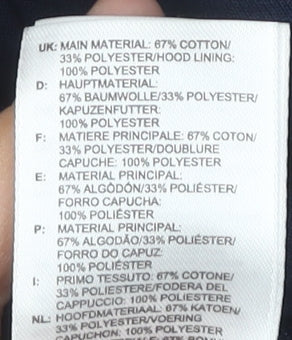 UK: MAIN MATERIAL: 67% COTTON/
33% POLYESTER/HOOD LINING:
100% POLYESTER
D: HAUPTMATERIAL:
67% BAUMWOLLE/33% POLYESTER/
KAPUZENFUTTER:
100% POLYESTER
F: MATIERE PRINCIPALE: 67% COTON/
33% POLYESTER/DOUBLURE
CAPUCHE: 100% POLYESTER
E: MATERIAL PRINCIPAL:
67% ALGÕDÓN/33% POLIÉSTER/
FORRO CAPUCHA:
100% POLIÉSTER
P: MATERIAL PRINCIPAL:
67% ALGODÃO/33% POLIÉSTER/
FORRO DO CAPUZ:
100% POLIÉSTER
I: PRIMO TESSUTO: 67% COTONE/
33% POLIESTERE/FODERA DEL
CAPPUCCIO: 100% POLIESTERE
NL: HOOFDMATERIAAL: 67% KATOEN/
33% POLYESTER/VOERING
CAPUCHON: 100% POLYESTER